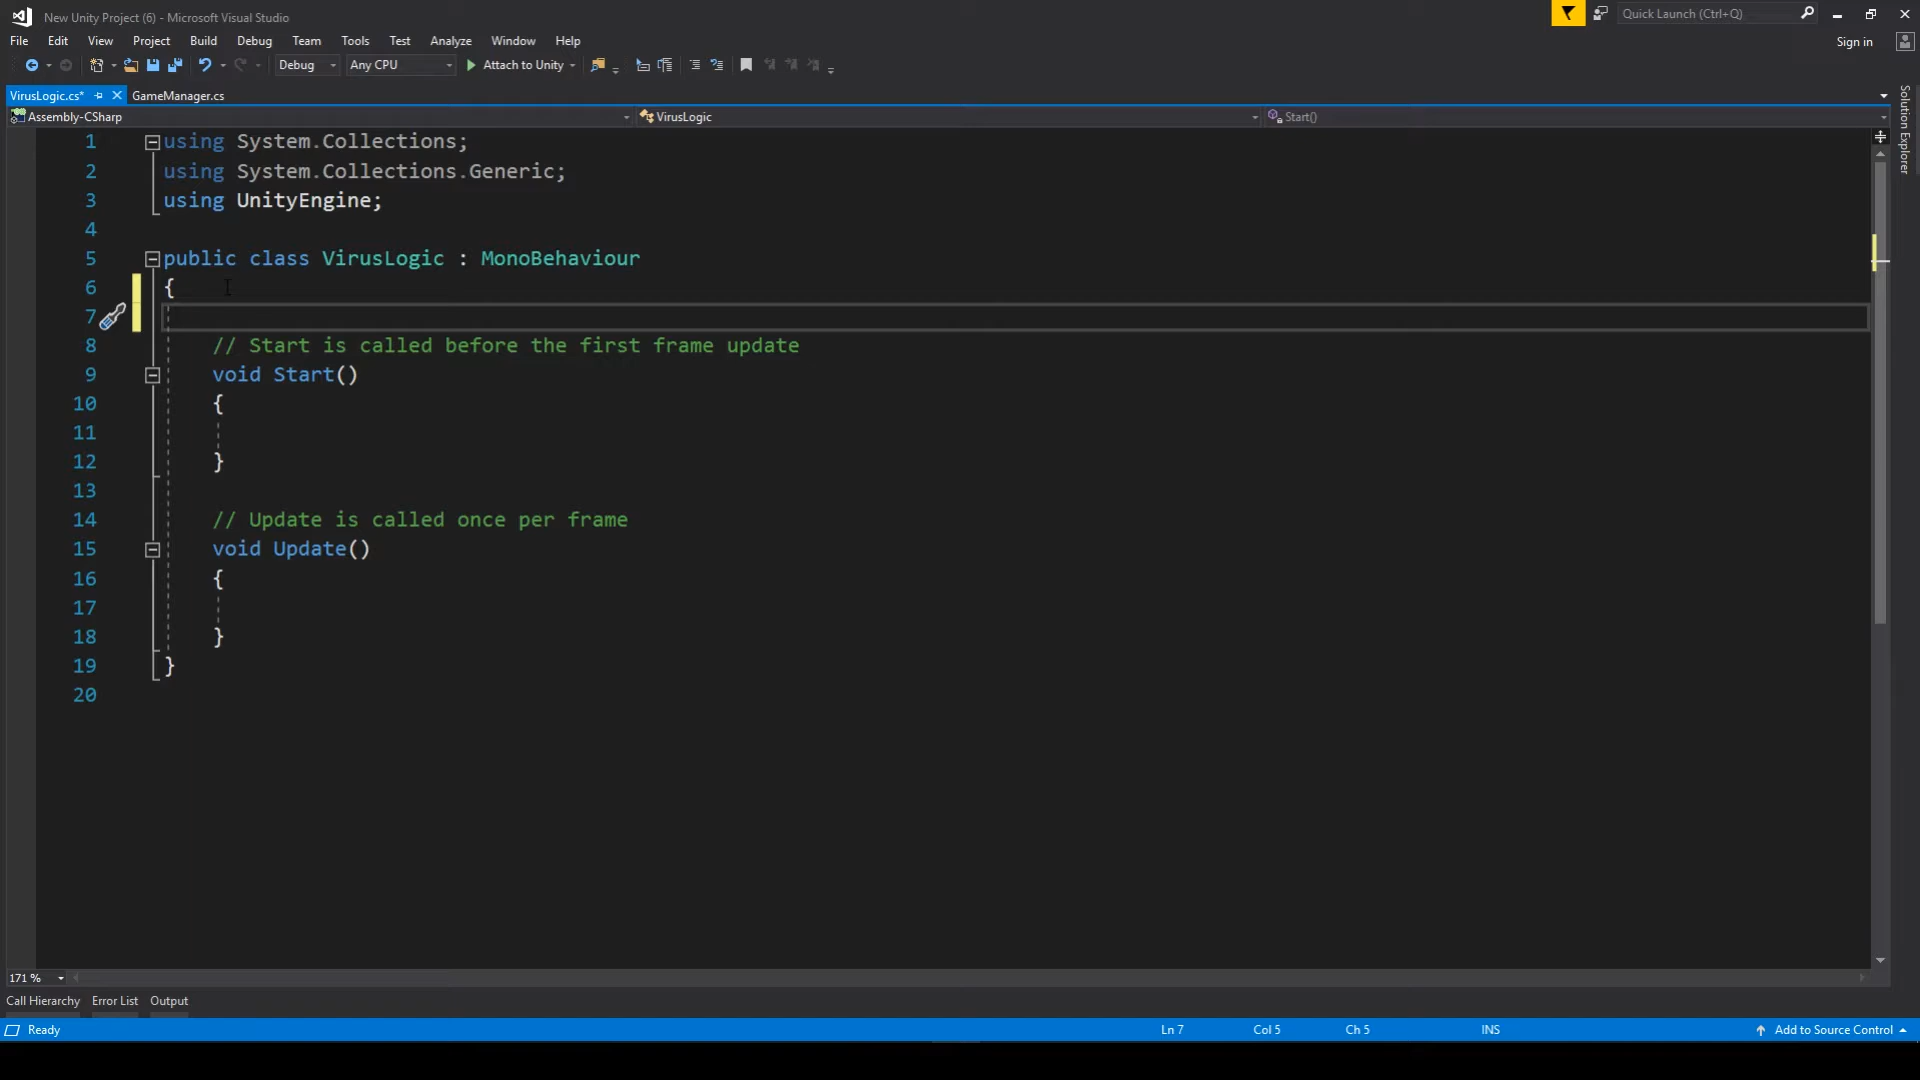 New Unity Project (6) - Microsoft Visual Studio
Quick Launch (Ctrl+Q)
File Edit View Project Build Debug Team Tools Test Analyze Window Help
Sign in
Debug Any CPU Attach to Unity
VirusLogic.cs* GameManager.cs
Assembly-CSharp VirusLogic Start()
Solution Explorer
1 using System.Collections;
2 using System.Collections.Generic;
3 using UnityEngine;
4
5 public class VirusLogic : MonoBehaviour
6 {
7
8 // Start is called before the first frame update
9 void Start()
10 {
11
12 }
13
14 // Update is called once per frame
15 void Update()
16 {
17
18 }
19 }
20
171 %
Call Hierarchy Error List Output
Ready Ln 7 Col 5 Ch 5 INS Add to Source Control